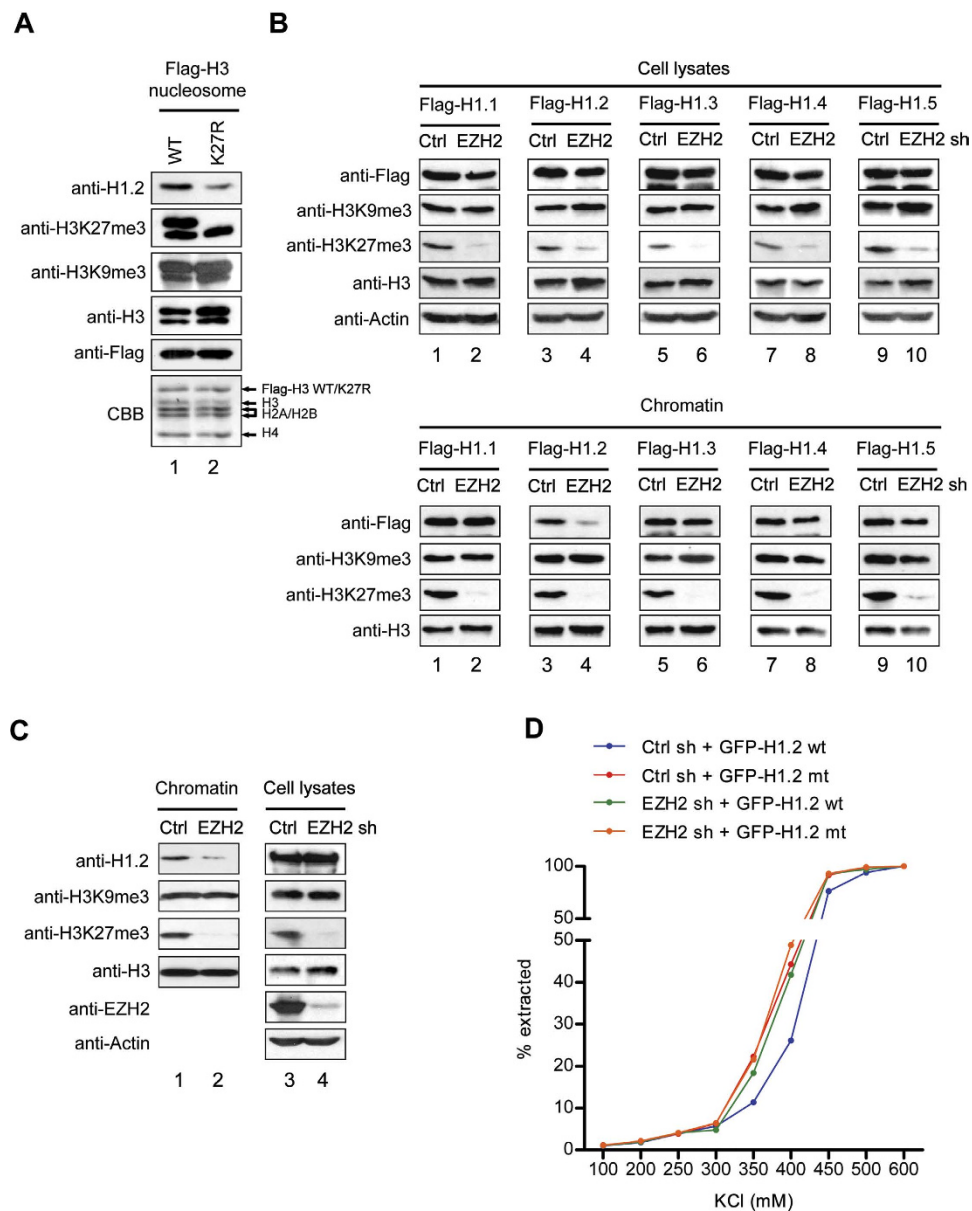 A
Flag-H3
nucleosome
WT
K27R
anti-H1.2
anti-H3K27me3
anti-H3K9me3
anti-H3
anti-Flag
CBB
Flag-H3 WT/K27R
H3
H2A/H2B
H4
1 2
B
Cell lysates
Flag-H1.1 Flag-H1.2 Flag-H1.3 Flag-H1.4 Flag-H1.5
Ctrl EZH2 Ctrl EZH2 Ctrl EZH2 Ctrl EZH2 Ctrl EZH2 sh
anti-Flag
anti-H3K9me3
anti-H3K27me3
anti-H3
anti-Actin
1 2 3 4 5 6 7 8 9 10
Chromatin
Flag-H1.1 Flag-H1.2 Flag-H1.3 Flag-H1.4 Flag-H1.5
Ctrl EZH2 Ctrl EZH2 Ctrl EZH2 Ctrl EZH2 Ctrl EZH2 sh
anti-Flag
anti-H3K9me3
anti-H3K27me3
anti-H3
1 2 3 4 5 6 7 8 9 10
C
Chromatin Cell lysates
Ctrl EZH2 Ctrl EZH2 sh
anti-H1.2
anti-H3K9me3
anti-H3K27me3
anti-H3
anti-EZH2
anti-Actin
1 2 3 4
D
Ctrl sh + GFP-H1.2 wt
Ctrl sh + GFP-H1.2 mt
EZH2 sh + GFP-H1.2 wt
EZH2 sh + GFP-H1.2 mt
100
50
50
40
30
20
10
0
% extracted
100 200 250 300 350 400 450 500 600
KCl (mM)